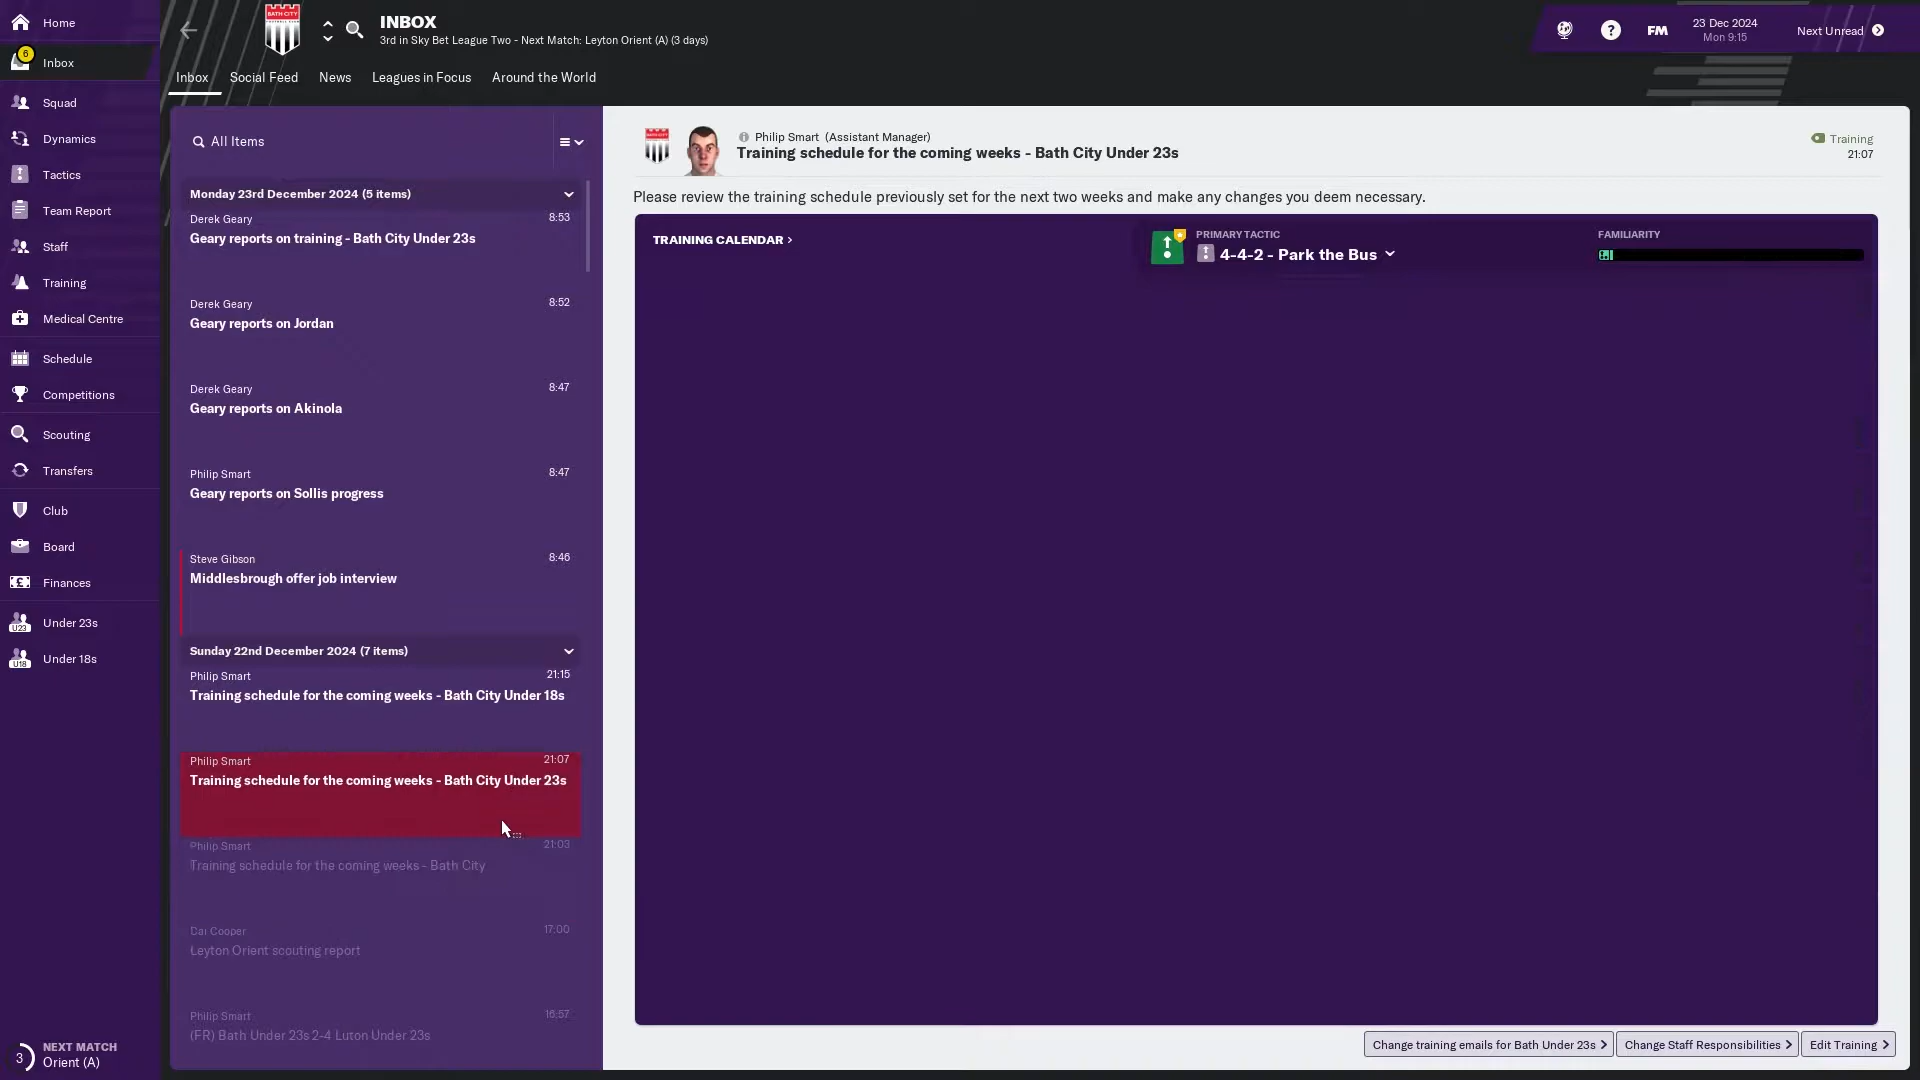 Home
6
Inbox
Squad
Dynamics
Tactics
Team Report
Staff
Training
Medical Centre
Schedule
Competitions
Scouting
Transfers
Club
Board
Finances
U23
Under 23s
U18
Under 18s
3
NEXT MATCH
Orient (A)
BATH CITY
INBOX
3rd in Sky Bet League Two - Next Match: Leyton Orient (A) (3 days)
?
FM
23 Dec 2024
Mon 9:15
Next Unread
Inbox Social Feed News Leagues in Focus Around the World
All Items
Monday 23rd December 2024 (5 items)
Derek Geary 8:53
Geary reports on training - Bath City Under 23s
Derek Geary 8:52
Geary reports on Jordan
Derek Geary 8:47
Geary reports on Akinola
Philip Smart 8:47
Geary reports on Sollis progress
Steve Gibson 8:46
Middlesbrough offer job interview
Sunday 22nd December 2024 (7 items)
Philip Smart 21:15
Training schedule for the coming weeks - Bath City Under 18s
Philip Smart 21:07
Training schedule for the coming weeks - Bath City Under 23s
Philip Smart 21:03
Training schedule for the coming weeks - Bath City
Dai Cooper 17:00
Leyton Orient scouting report
Philip Smart 16:57
(FR) Bath Under 23s 2-4 Luton Under 23s
BATH CITY
Philip Smart (Assistant Manager)
Training schedule for the coming weeks - Bath City Under 23s
Training
21:07
Please review the training schedule previously set for the next two weeks and make any changes you deem necessary.
TRAINING CALENDAR >
PRIMARY TACTIC
4-4-2 - Park the Bus
FAMILIARITY
Change training emails for Bath Under 23s > Change Staff Responsibilities > Edit Training >